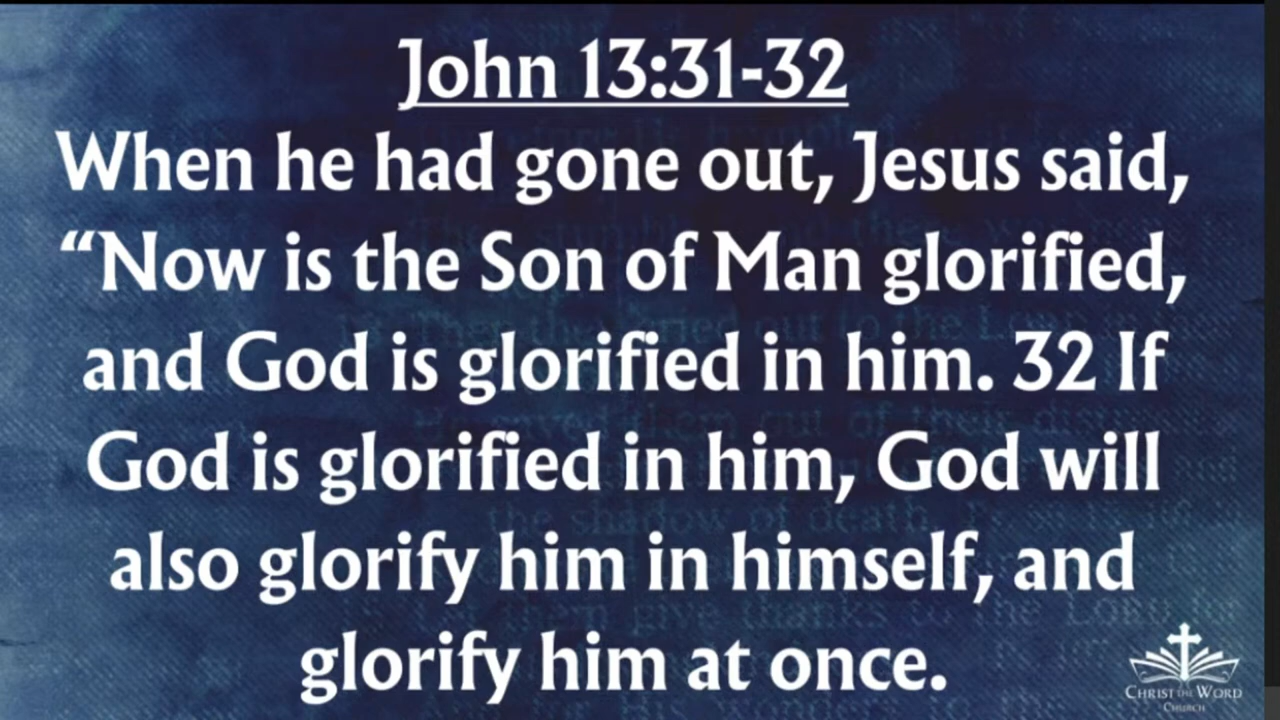 John 13:31-32
When he had gone out, Jesus said,
“Now is the Son of Man glorified,
and God is glorified in him. 32 If
God is glorified in him, God will
also glorify him in himself, and
glorify him at once.
CHRIST THE WORD
CHURCH